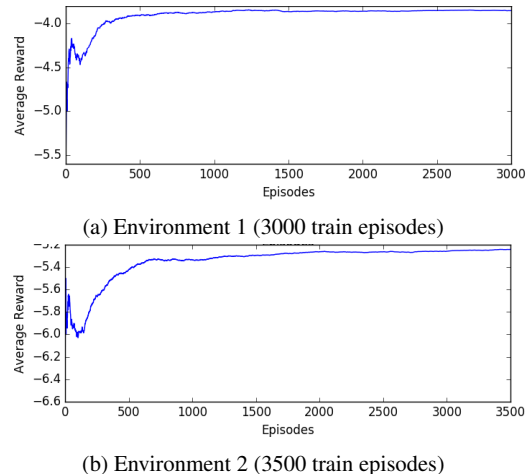 −4.0
−4.5
−5.0
−5.5
Average Reward
0 500 1000 1500 2000 2500 3000
Episodes
(a) Environment 1 (3000 train episodes)
−5.2
−5.4
−5.6
−5.8
−6.0
−6.2
−6.4
−6.6
Average Reward
0 500 1000 1500 2000 2500 3000 3500
Episodes
(b) Environment 2 (3500 train episodes)